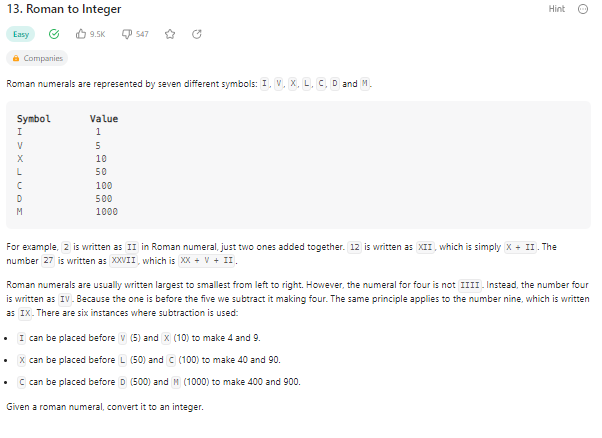 13. Roman to Integer
Hint
Easy 9.5K 547
Companies
Roman numerals are represented by seven different symbols: I, V, X, L, C, D and M.
Symbol Value
I 1
V 5
X 10
L 50
C 100
D 500
M 1000
For example, 2 is written as II in Roman numeral, just two ones added together. 12 is written as XII, which is simply X + II. The
number 27 is written as XXVII, which is XX + V + II.
Roman numerals are usually written largest to smallest from left to right. However, the numeral for four is not IIII. Instead, the number four
is written as IV. Because the one is before the five we subtract it making four. The same principle applies to the number nine, which is written
as IX. There are six instances where subtraction is used:
• I can be placed before V (5) and X (10) to make 4 and 9.
• X can be placed before L (50) and C (100) to make 40 and 90.
• C can be placed before D (500) and M (1000) to make 400 and 900.
Given a roman numeral, convert it to an integer.